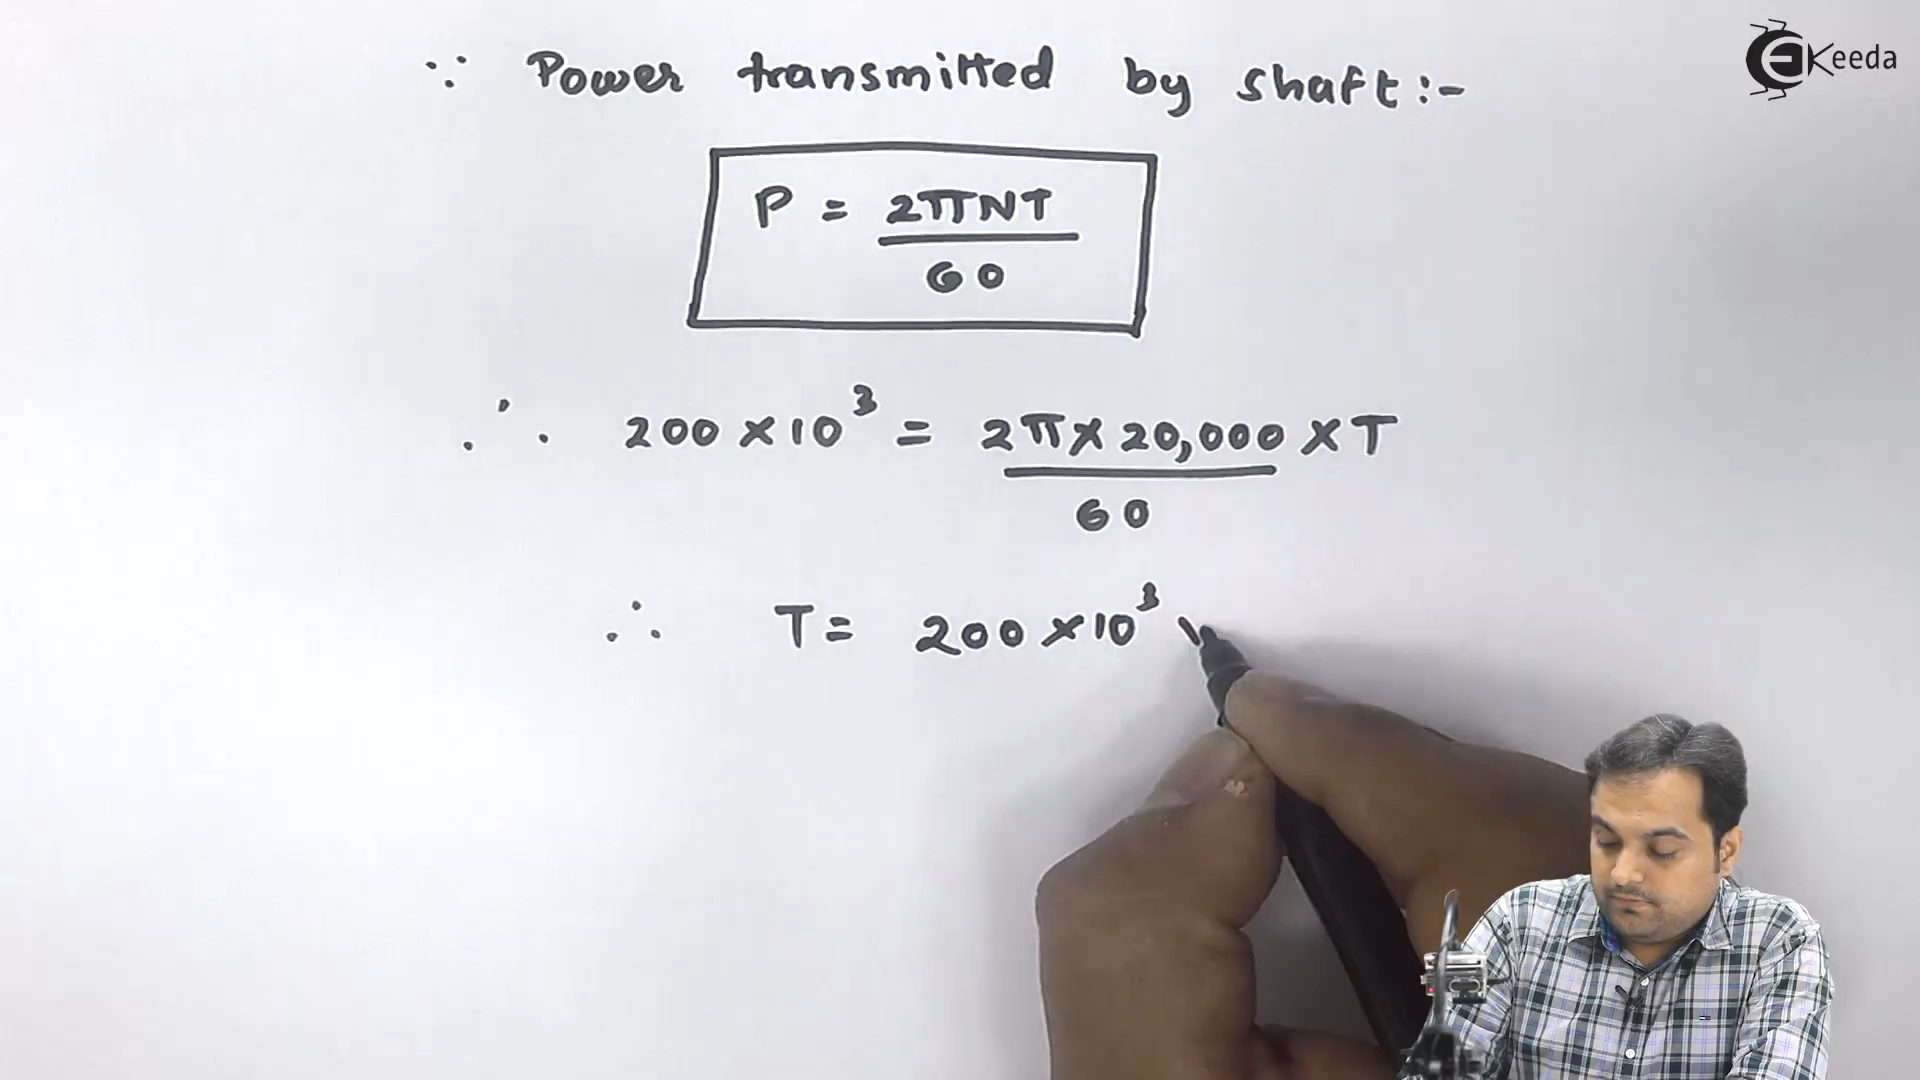 EKeeda
∵ Power transmitted by shaft:-
P = 2πNT
60
∴ 200×10³ = 2π×20,000×T
60
∴ T= 200×10³